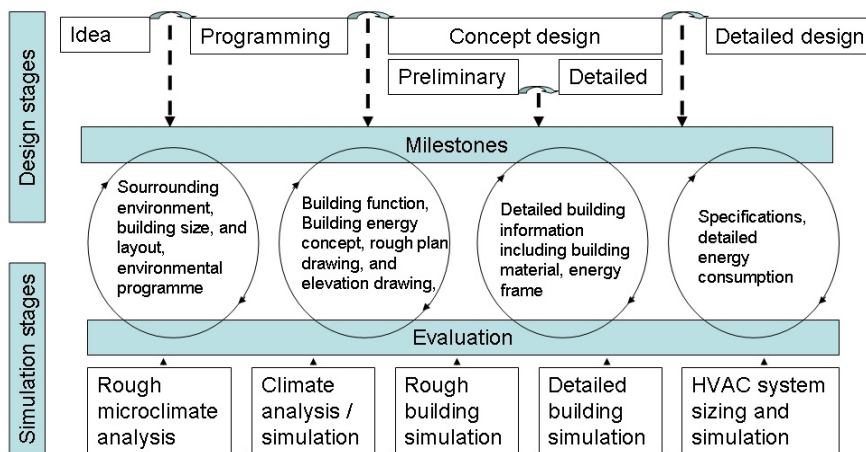 Design stages
Idea
Programming
Concept design
Detailed design
Preliminary
Detailed
Milestones
Sourrounding
environment,
building size, and
layout,
environmental
programme
Building function,
Building energy
concept, rough plan
drawing, and
elevation drawing,
Detailed building
information
including building
material, energy
frame
Specifications,
detailed
energy
consumption
Simulation stages
Evaluation
Rough
microclimate
analysis
Climate
analysis /
simulation
Rough
building
simulation
Detailed
building
simulation
HVAC system
sizing and
simulation